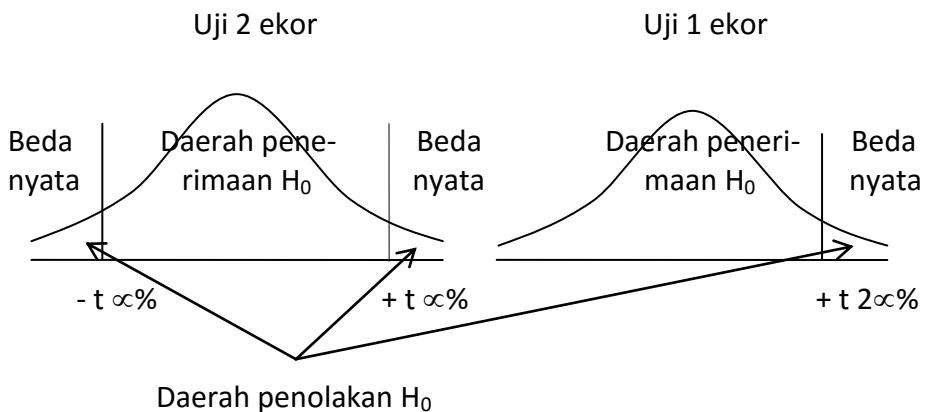 Uji 2 ekor
Uji 1 ekor
Beda
nyata
Daerah pene-
rimaan H₀
Beda
nyata
Daerah peneri-
maan H₀
Beda
nyata
- t ∝%
+ t ∝%
+ t 2∝%
Daerah penolakan H₀